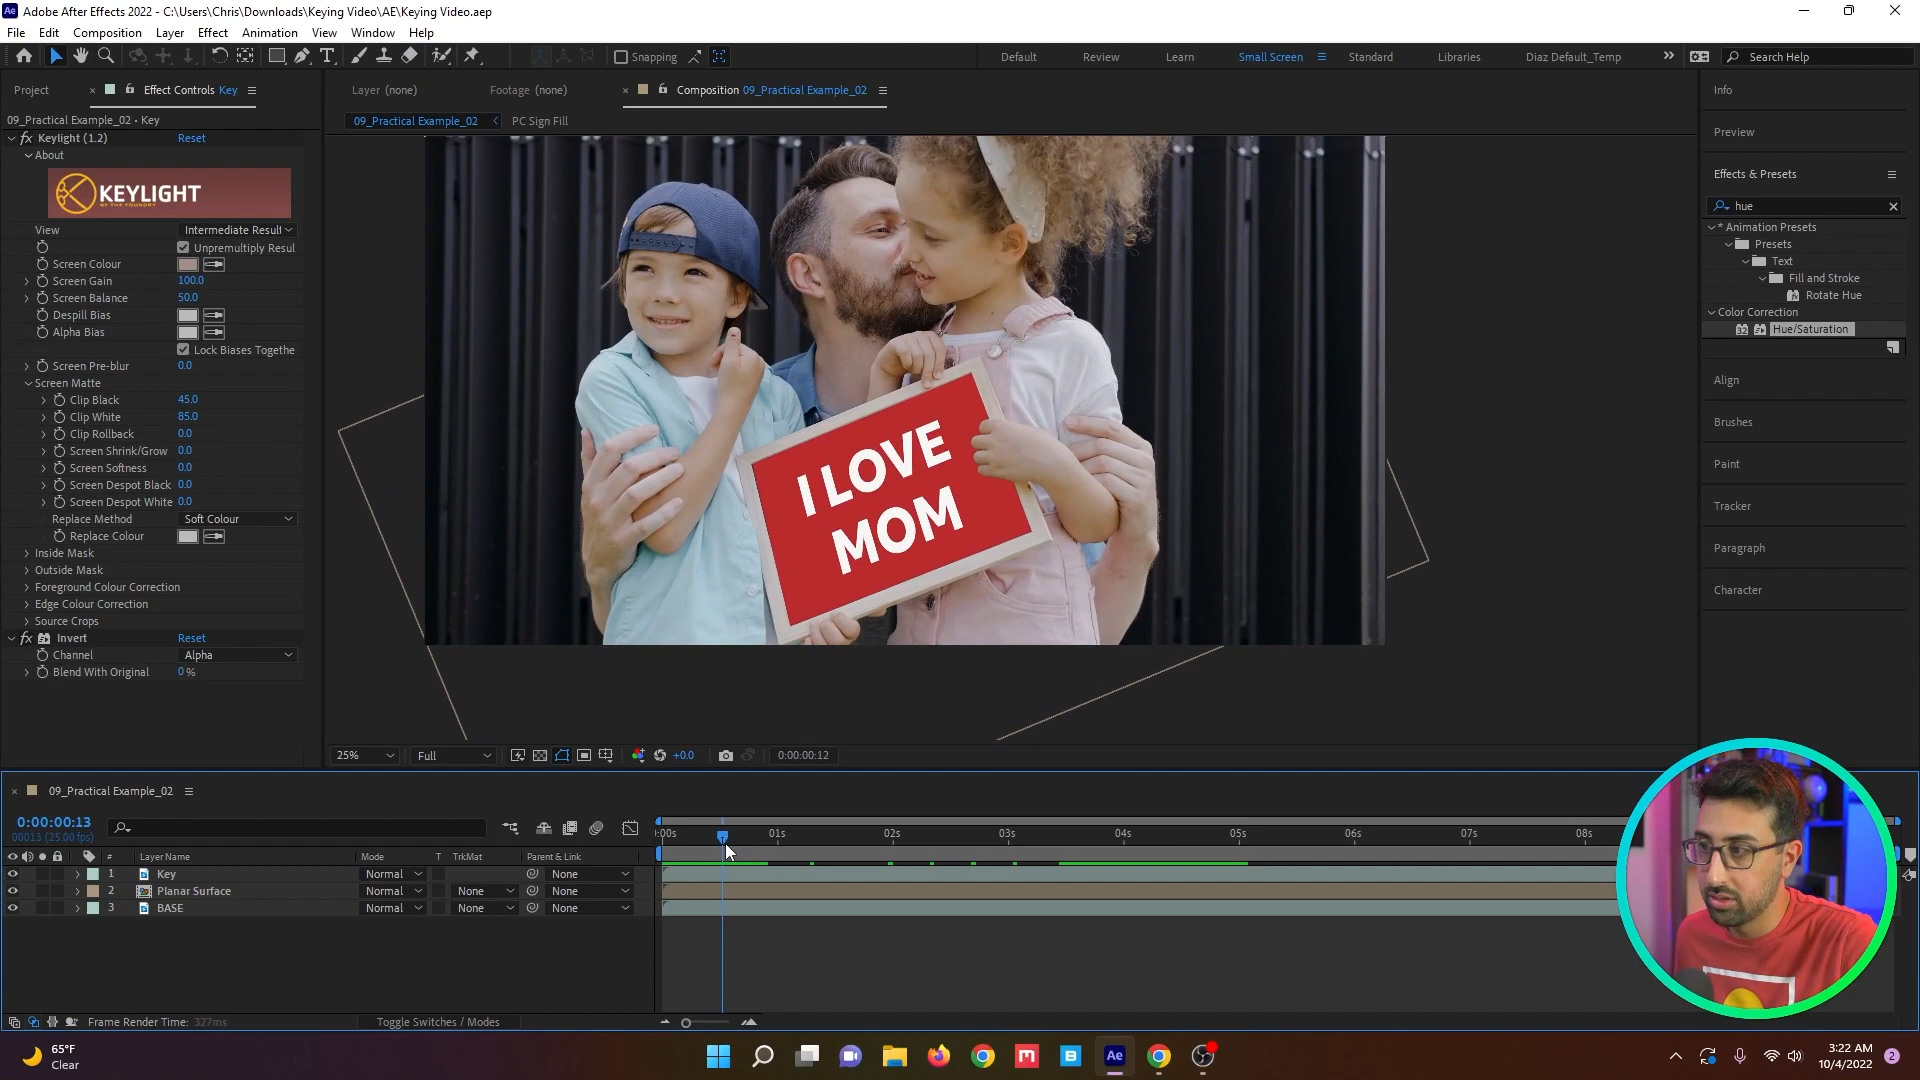 Adobe After Effects 2022 - C:\Users\Chris\Downloads\Keying Video\AE\Keying Video.aep
File Edit Composition Layer Effect Animation View Window Help
Snapping
Default Review Learn Small Screen Standard Libraries Diaz Default_Temp Search Help
Project Effect Controls Key
Layer (none) Footage (none) Composition 09_Practical Example_02
09_Practical Example_02 • Key
09_Practical Example_02 PC Sign Fill
fx Keylight (1.2) Reset
About
KEYLIGHT
BY THE FOUNDRY
View Intermediate Result
Unpremultiply Resul
Screen Colour
Screen Gain 100.0
Screen Balance 50.0
Despill Bias
Alpha Bias
Lock Biases Togethe
Screen Pre-blur 0.0
Screen Matte
Clip Black 45.0
Clip White 85.0
Clip Rollback 0.0
Screen Shrink/Grow 0.0
Screen Softness 0.0
Screen Despot Black 0.0
Screen Despot White 0.0
Replace Method Soft Colour
Replace Colour
Inside Mask
Outside Mask
Foreground Colour Correction
Edge Colour Correction
Source Crops
fx Invert Reset
Channel Alpha
Blend With Original 0 %
I LOVE
MOM
Info
Preview
Effects & Presets
hue
* Animation Presets
Presets
Text
Fill and Stroke
Rotate Hue
Color Correction
32 Hue/Saturation
Align
Brushes
Paint
Tracker
Paragraph
Character
25% Full +0.0 0:00:00:12
09_Practical Example_02
0:00:00:13
00013 (25.00 fps)
:00s 01s 02s 03s 04s 05s 06s 07s 08s
# Layer Name Mode T TrkMat Parent & Link
1 Key Normal None
2 Planar Surface Normal None None
3 BASE Normal None None
Frame Render Time: 327ms Toggle Switches / Modes
65°F
Clear
M B Ae
3:22 AM
10/4/2022
2